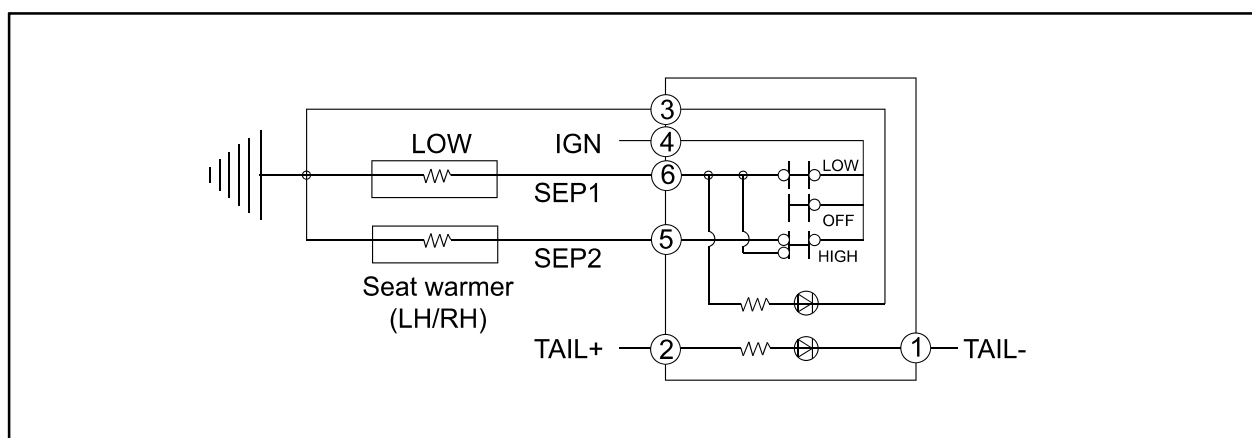 3
LOW
IGN
4
6
LOW
SEP1
OFF
5
SEP2
HIGH
Seat warmer
(LH/RH)
TAIL+
2
1
TAIL-